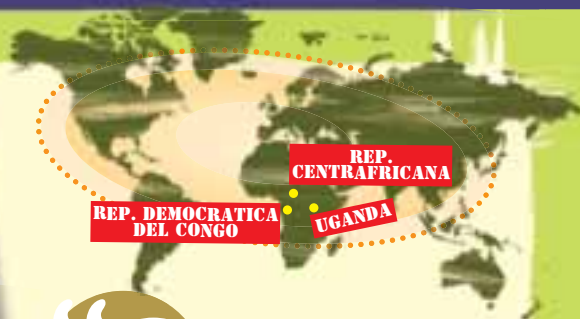 REP.
CENTRAFRICANA
REP. DEMOCRATICA
DEL CONGO
UGANDA